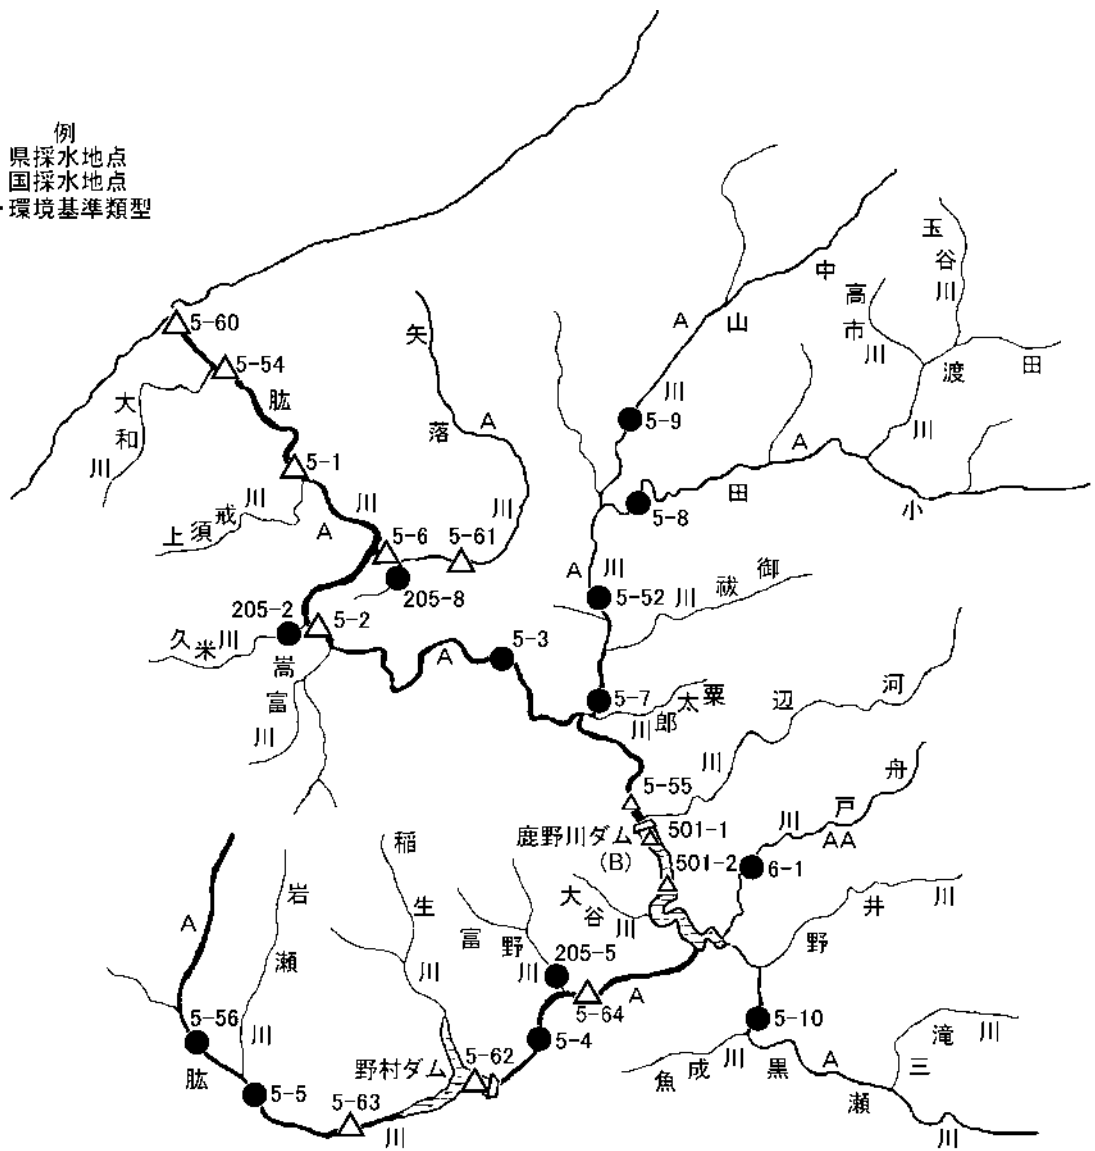 例
県採水地点
国採水地点
環境基準類型
玉谷川
中山川
A
高市川
渡田川
田
5-60
5-54
矢落川
A
肱川
大和川
5-9
A
5-1
田
小
5-8
上須戒川
A
5-6
5-61
A
川
祓御
川
5-52
205-8
205-2
5-2
久米川
A
5-3
嵩富川
5-7
粟太郎川
河辺川
5-55
舟戸川
AA
鹿野川ダム
(B)
501-1
501-2
6-1
稲生川
大谷川
野井川
岩瀬川
A
富野川
205-5
5-64
A
5-10
5-56
5-4
滝川
三
魚成川
黒瀬川
A
野村ダム
5-62
肱
5-5
5-63
川